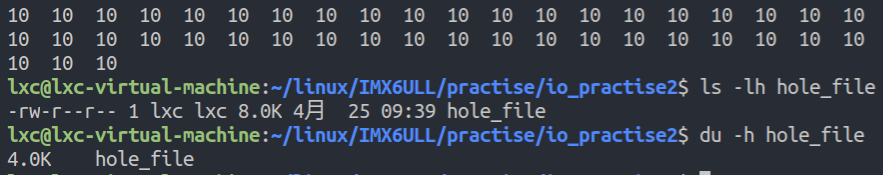 10  10  10  10  10  10  10  10  10  10  10  10  10  10  10  10  10  10  10  10
10  10  10  10  10  10  10  10  10  10  10  10  10  10  10  10  10  10  10  10
10  10  10
lxc@lxc-virtual-machine:~/linux/IMX6ULL/practise/io_practise2$ ls -lh hole_file
-rw-r--r-- 1 lxc lxc 8.0K 4月  25 09:39 hole_file
lxc@lxc-virtual-machine:~/linux/IMX6ULL/practise/io_practise2$ du -h hole_file
4.0K    hole_file